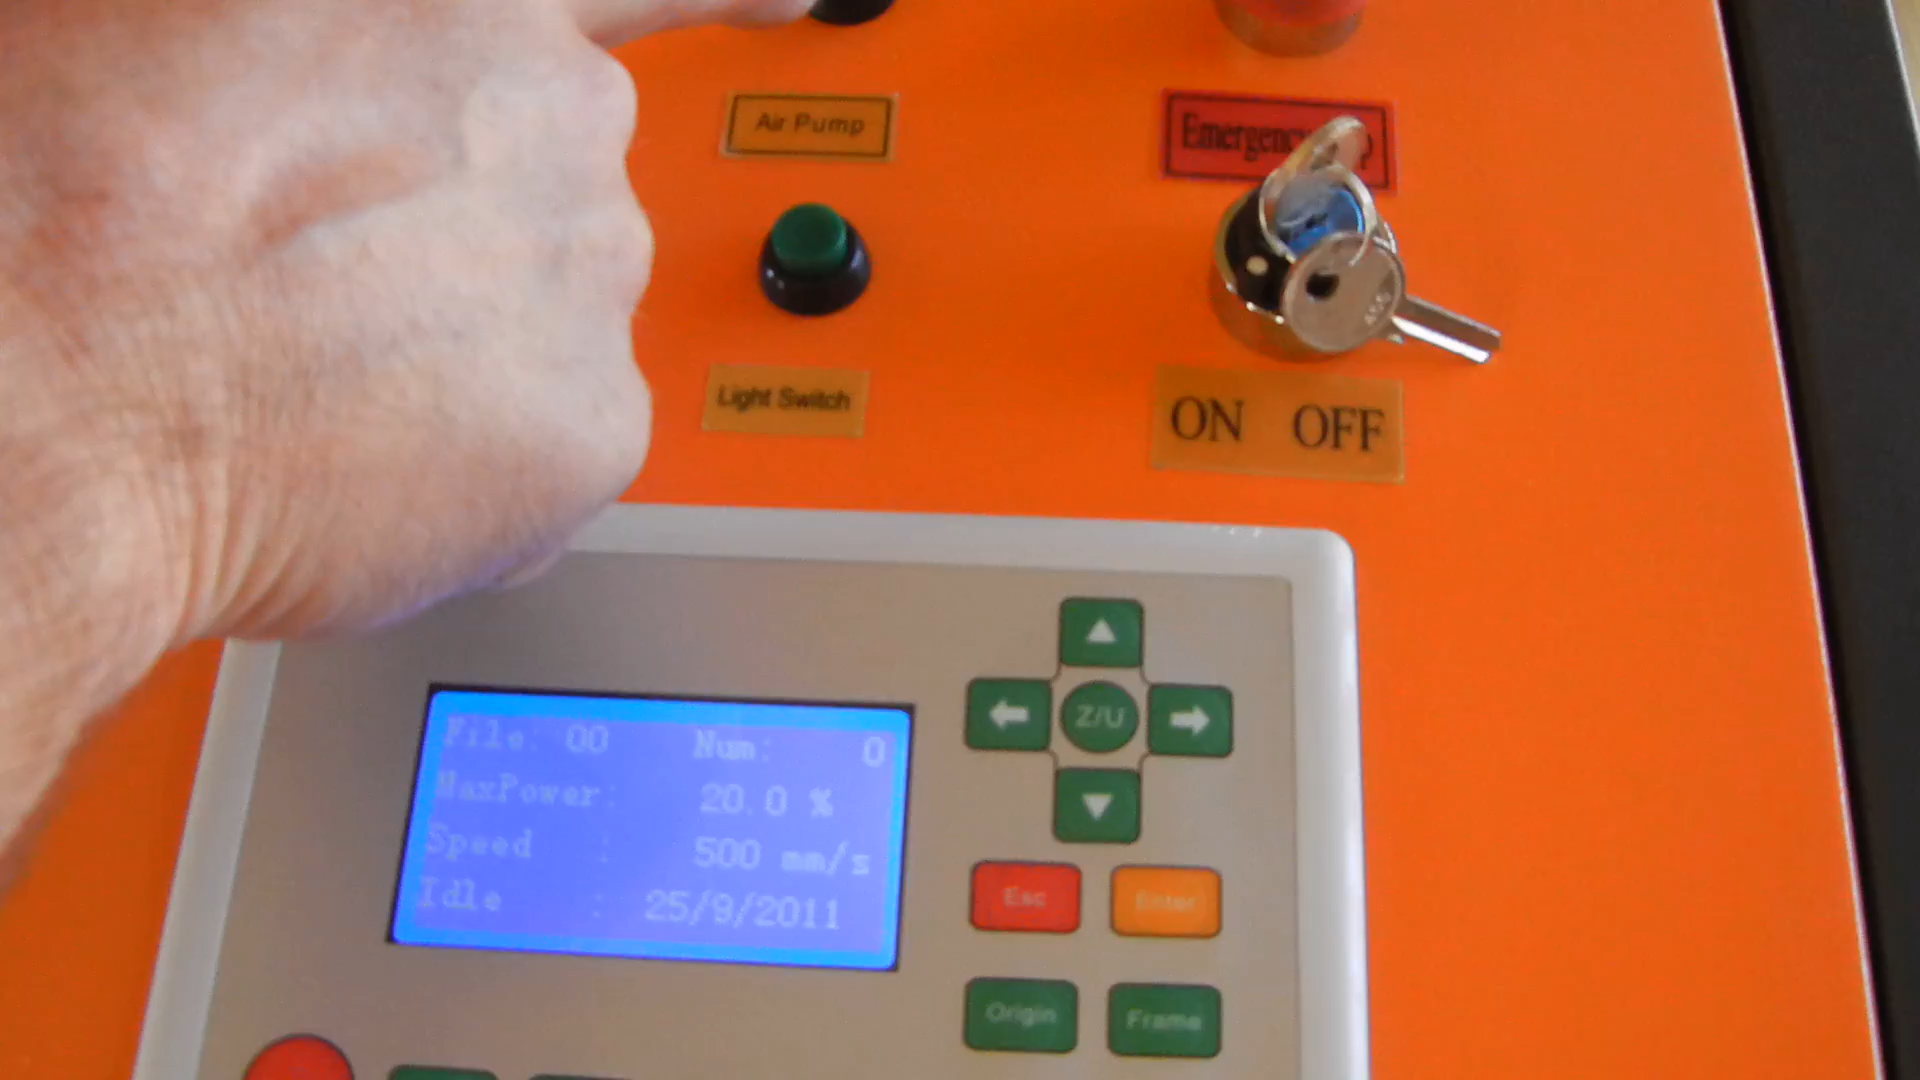 Air Pump
Light Switch
ON OFF
File: 00 Num: 0
MaxPower: 20.0 %
Speed : 500 mm/s
Idle : 25/9/2011
Z/U
Esc
Enter
Origin
Frame